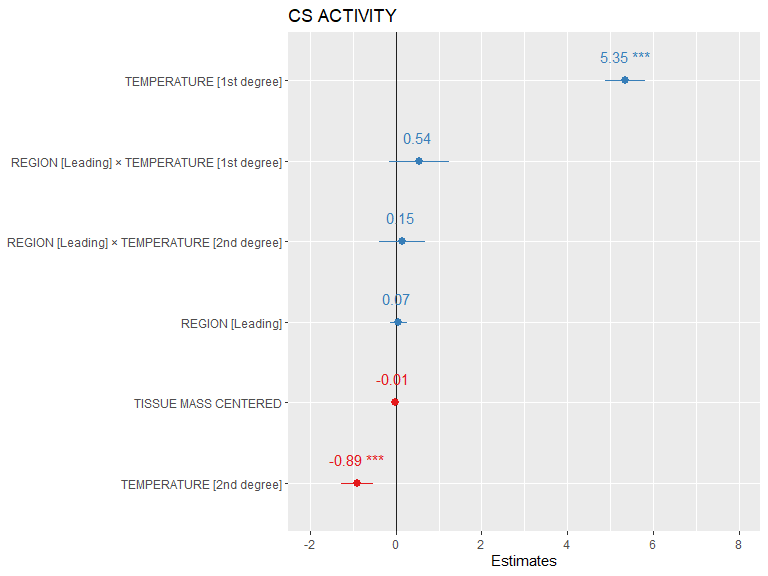 CS ACTIVITY
5.35 ***
TEMPERATURE [1st degree]
0.54
REGION [Leading] × TEMPERATURE [1st degree]
0.15
REGION [Leading] × TEMPERATURE [2nd degree]
0.07
REGION [Leading]
-0.01
TISSUE MASS CENTERED
-0.89 ***
TEMPERATURE [2nd degree]
-2 0 2 4 6 8
Estimates